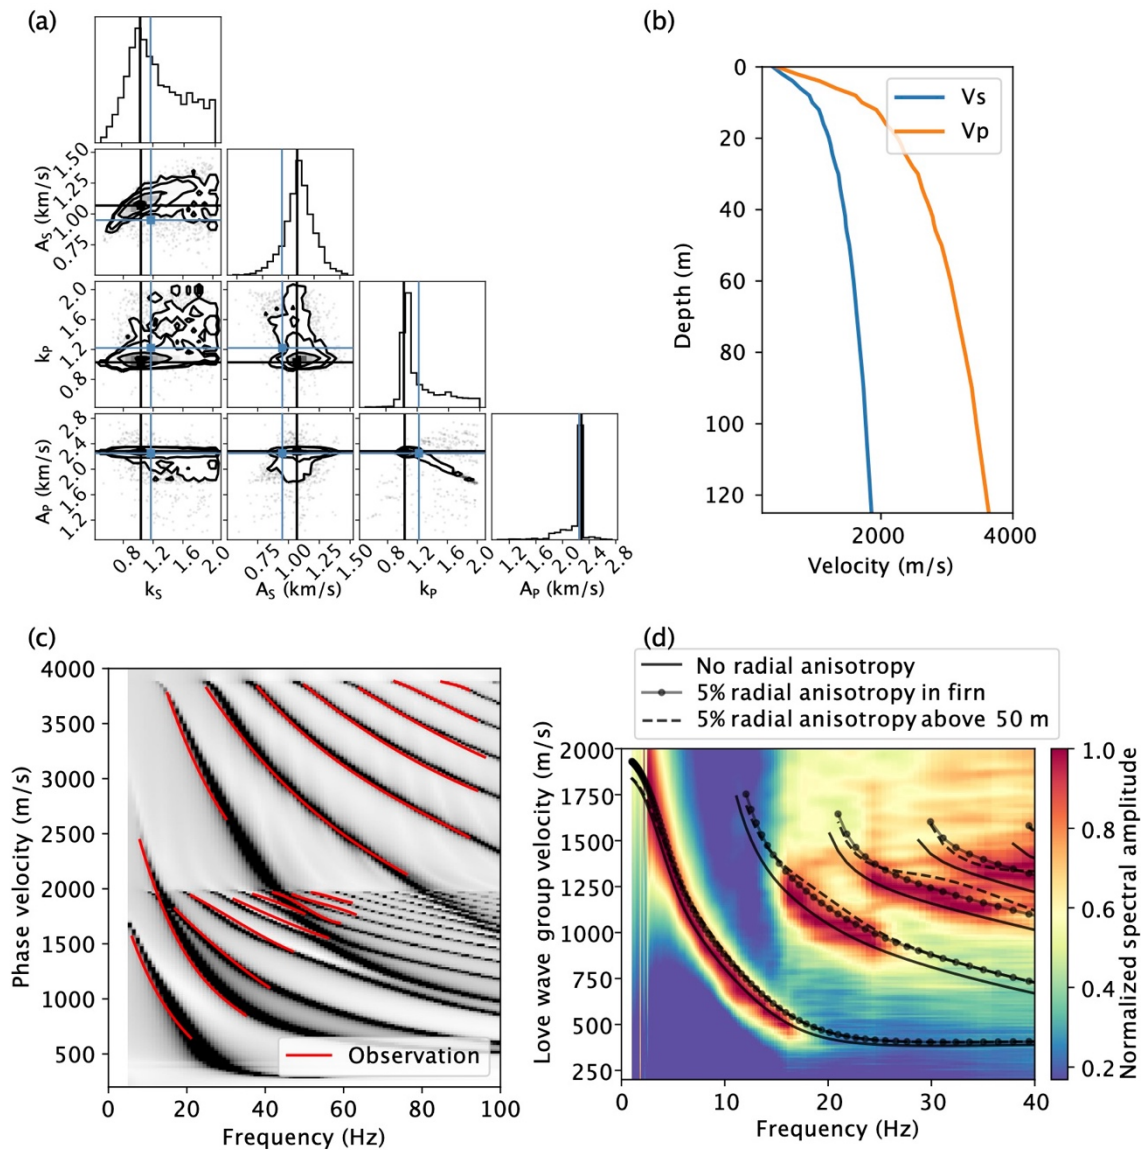 (a)
(b)
1.50
1.25
1.00
0.75
A_S (km/s)
2.0
1.6
1.2
0.8
k_P
2.8
2.4
2.0
1.6
1.2
A_P (km/s)
0.8
1.2
1.6
2.0
0.75
1.00
1.25
1.50
0.8
1.2
1.6
2.0
1.2
1.6
2.0
2.4
2.8
k_S
A_S (km/s)
k_P
A_P (km/s)
0
20
40
60
80
100
120
Depth (m)
Vs
Vp
2000
4000
Velocity (m/s)
(c)
4000
3500
3000
2500
2000
1500
1000
500
Phase velocity (m/s)
Observation
0
20
40
60
80
100
Frequency (Hz)
(d)
No radial anisotropy
5% radial anisotropy in firn
5% radial anisotropy above 50 m
2000
1750
1500
1250
1000
750
500
250
Love wave group velocity (m/s)
0
10
20
30
40
Frequency (Hz)
1.0
0.8
0.6
0.4
0.2
Normalized spectral amplitude